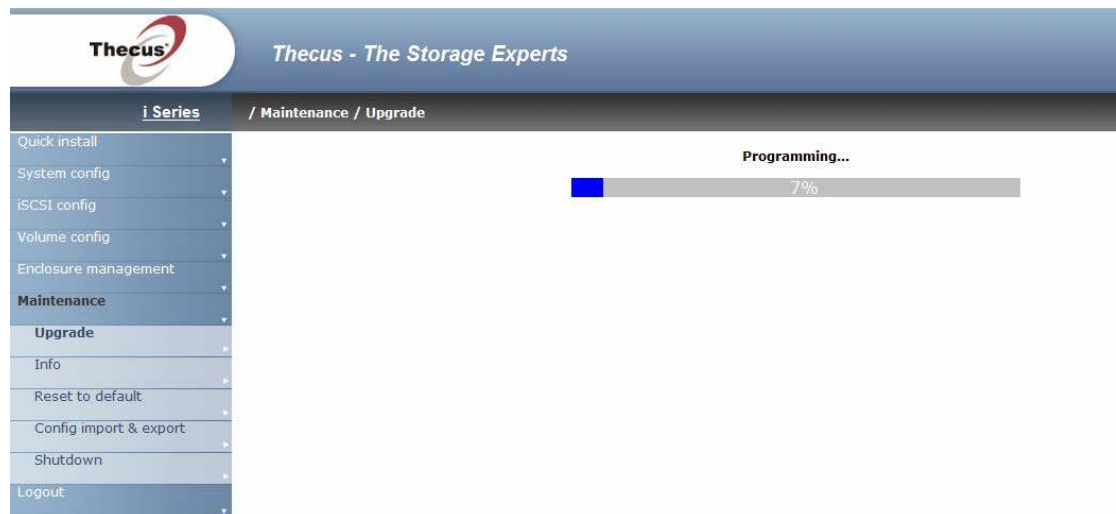 Thecus
Thecus - The Storage Experts
i Series
/ Maintenance / Upgrade
Quick install
System config
iSCSI config
Volume config
Enclosure management
Maintenance
Upgrade
Info
Reset to default
Config import & export
Shutdown
Logout
Programming...
7%